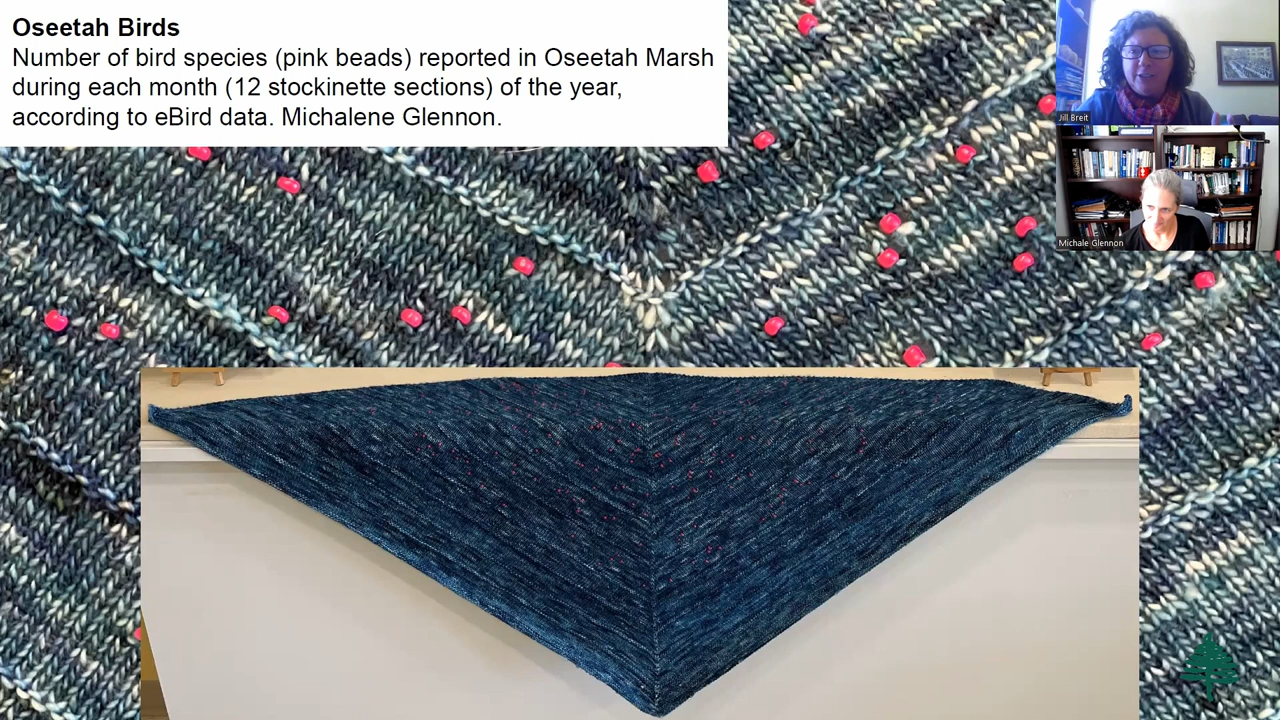 Oseetah Birds
Number of bird species (pink beads) reported in Oseetah Marsh
during each month (12 stockinette sections) of the year,
according to eBird data. Michalene Glennon.
Jill Breit
Michale Glennon